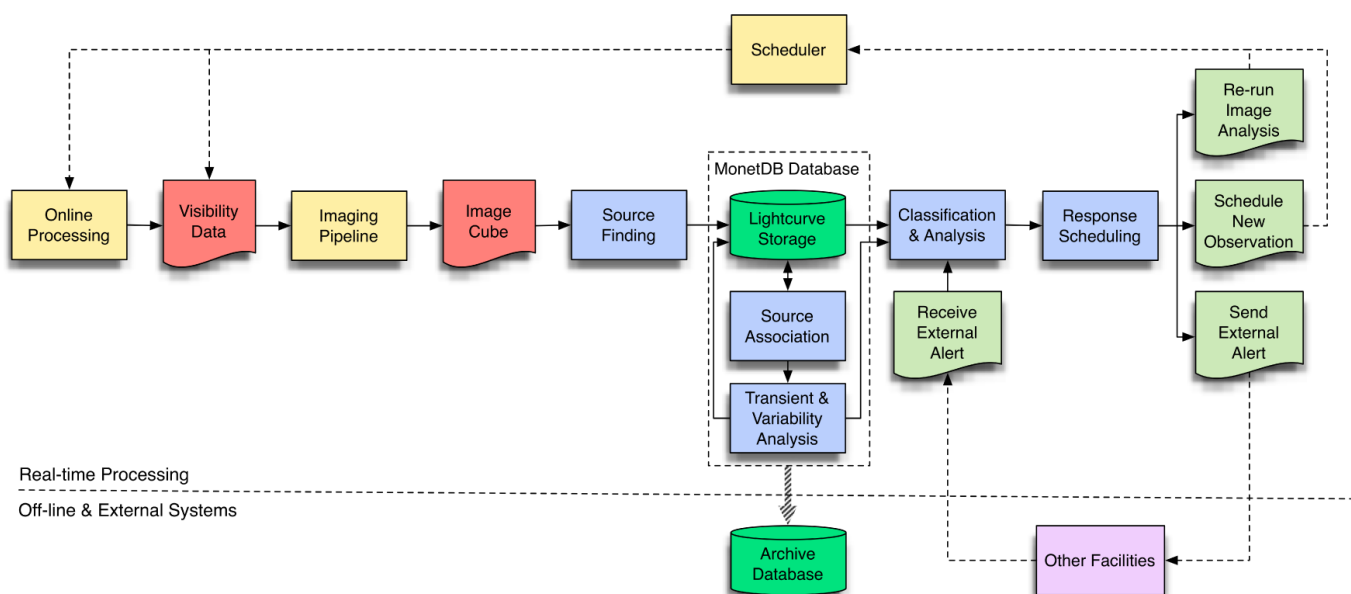 Scheduler
Re-run
Image
Analysis
MonetDB Database
Online
Processing
Visibility
Data
Imaging
Pipeline
Image
Cube
Source
Finding
Lightcurve
Storage
Classification
& Analysis
Response
Scheduling
Schedule
New
Observation
Source
Association
Receive
External
Alert
Send
External
Alert
Transient &
Variability
Analysis
Real-time Processing
Off-line & External Systems
Archive
Database
Other Facilities